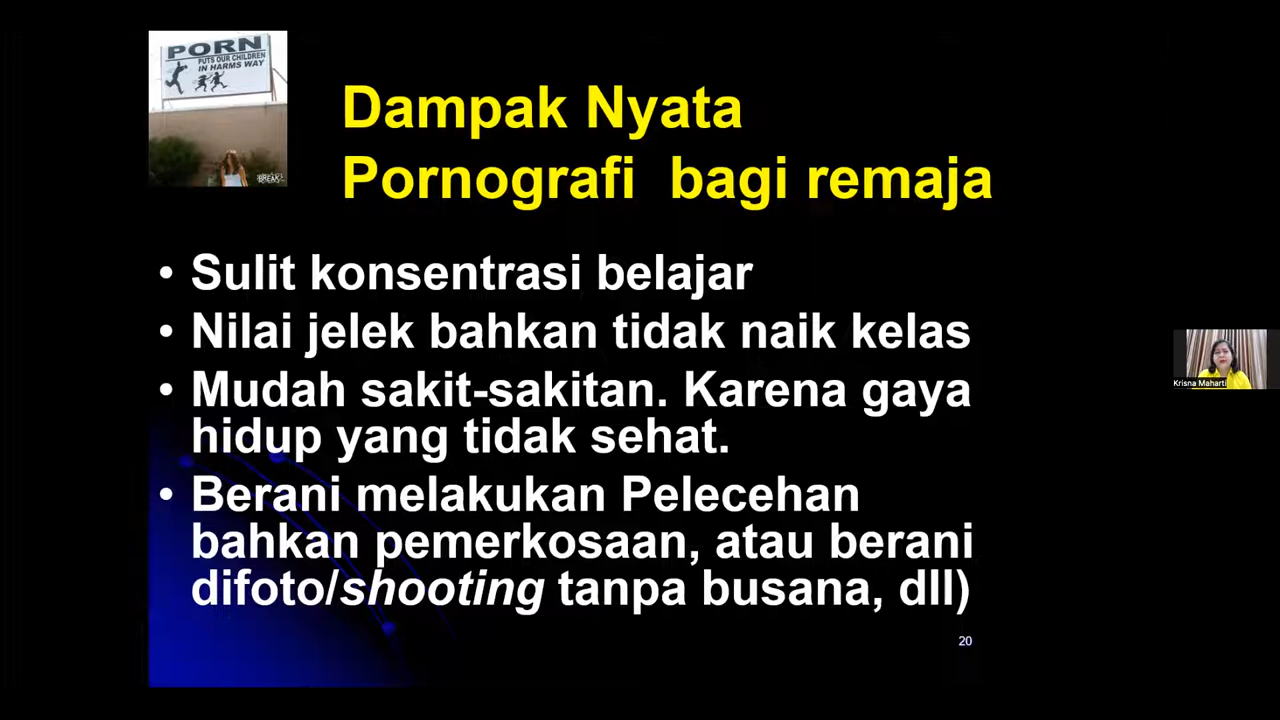 PORN
PUTS OUR CHILDREN
IN HARMS WAY
Dampak Nyata
Pornografi bagi remaja
• Sulit konsentrasi belajar
• Nilai jelek bahkan tidak naik kelas
• Mudah sakit-sakitan. Karena gaya
hidup yang tidak sehat.
• Berani melakukan Pelecehan
bahkan pemerkosaan, atau berani
difoto/shooting tanpa busana, dll)
20
Krisna Maharti